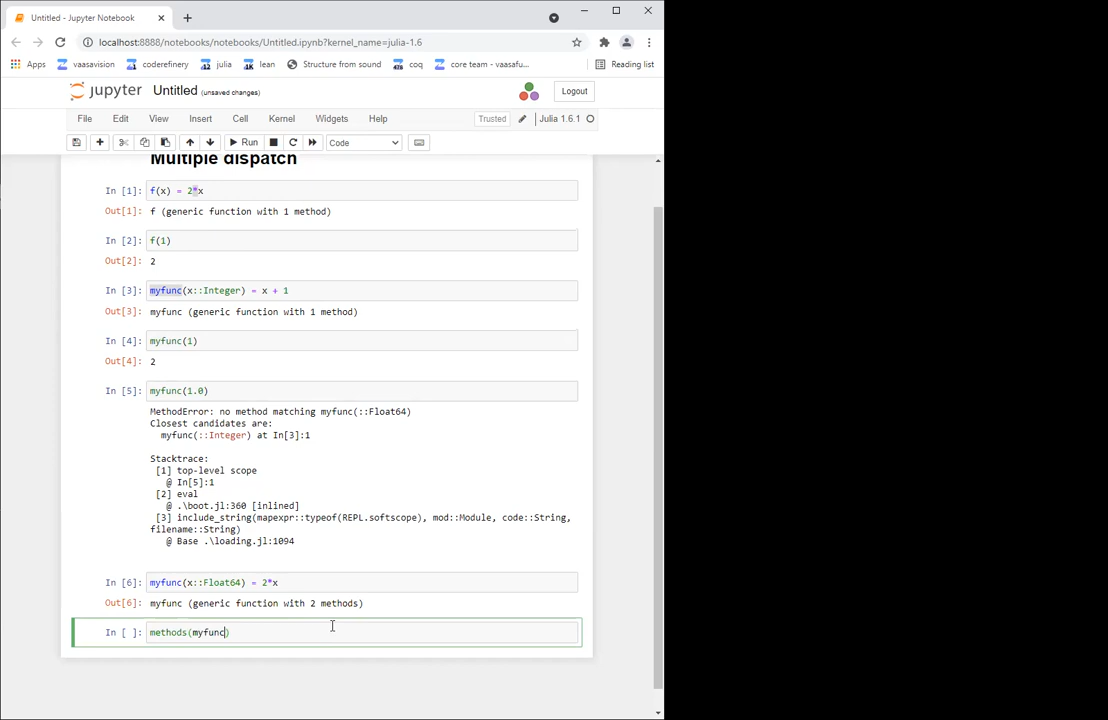 Untitled - Jupyter Notebook
localhost:8888/notebooks/notebooks/Untitled.ipynb?kernel_name=julia-1.6
Apps vaasavision coderefinery julia lean Structure from sound coq core team - vaasafu... Reading list
jupyter Untitled (unsaved changes) Logout
File Edit View Insert Cell Kernel Widgets Help Trusted Julia 1.6.1
Run Code
Multiple dispatch
In [1]: f(x) = 2*x
Out[1]: f (generic function with 1 method)
In [2]: f(1)
Out[2]: 2
In [3]: myfunc(x::Integer) = x + 1
Out[3]: myfunc (generic function with 1 method)
In [4]: myfunc(1)
Out[4]: 2
In [5]: myfunc(1.0)
MethodError: no method matching myfunc(::Float64)
Closest candidates are:
myfunc(::Integer) at In[3]:1
Stacktrace:
[1] top-level scope
@ In[5]:1
[2] eval
@ .\boot.jl:360 [inlined]
[3] include_string(mapexpr::typeof(REPL.softscope), mod::Module, code::String,
filename::String)
@ Base .\loading.jl:1094
In [6]: myfunc(x::Float64) = 2*x
Out[6]: myfunc (generic function with 2 methods)
In [ ]: methods(myfunc)